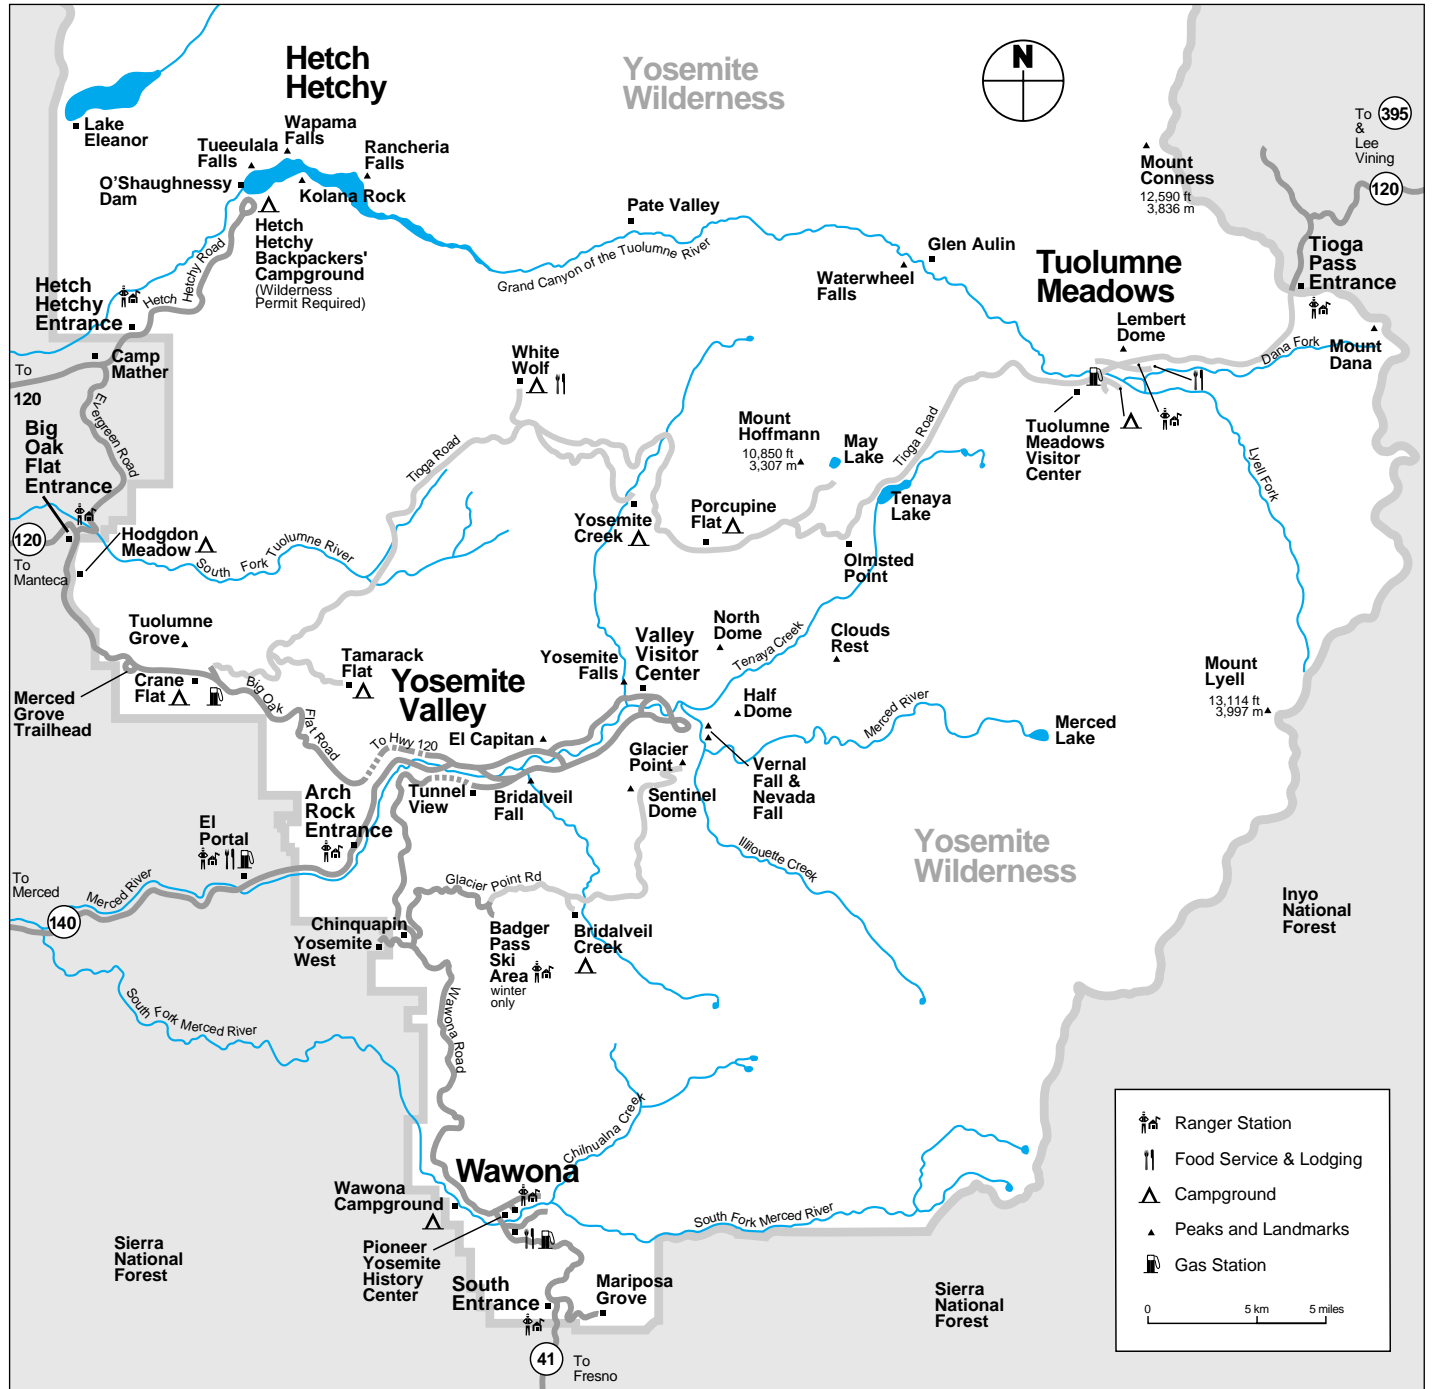 Hetch
Hetchy
Yosemite
Wilderness
N
To
&
Lee
Vining
395
120
Lake
Eleanor
Tueeulala
Falls
Wapama
Falls
Rancheria
Falls
O'Shaughnessy
Dam
Kolana Rock
Mount
Conness
12,590 ft
3,836 m
Pate Valley
Hetch
Hetchy
Backpackers'
Campground
(Wilderness
Permit Required)
Hetch Hetchy Road
Grand Canyon of the Tuolumne River
Glen Aulin
Waterwheel
Falls
Tuolumne
Meadows
Tioga
Pass
Entrance
Hetch
Hetchy
Entrance
Lembert
Dome
Dana Fork
Mount
Dana
Camp
Mather
To
120
Evergreen Road
White
Wolf
Big
Oak
Flat
Entrance
Tioga Road
Mount
Hoffmann
10,850 ft
3,307 m
May
Lake
Tioga Road
Tuolumne
Meadows
Visitor
Center
Lyell Fork
120
To
Manteca
Hodgdon
Meadow
South Fork Tuolumne River
Yosemite
Creek
Porcupine
Flat
Tenaya
Lake
Olmsted
Point
Tuolumne
Grove
Crane
Flat
Merced
Grove
Trailhead
Big Oak Flat Road
Tamarack
Flat
Yosemite
Valley
Yosemite
Falls
Valley
Visitor
Center
North
Dome
Tenaya Creek
Clouds
Rest
Half
Dome
Merced River
Mount
Lyell
13,114 ft
3,997 m
Merced
Lake
To Hwy 120
El Capitan
Glacier
Point
Vernal
Fall &
Nevada
Fall
Arch
Rock
Entrance
Tunnel
View
Bridalveil
Fall
Sentinel
Dome
El
Portal
Illilouette Creek
Yosemite
Wilderness
To
Merced
140
Merced River
Glacier Point Rd
Chinquapin
Yosemite
West
Badger
Pass
Ski
Area
winter
only
Bridalveil
Creek
Inyo
National
Forest
South Fork Merced River
Wawona Road
Chilnualna Creek
Wawona
Wawona
Campground
South Fork Merced River
Pioneer
Yosemite
History
Center
South
Entrance
Mariposa
Grove
Sierra
National
Forest
Sierra
National
Forest
41
To
Fresno
Ranger Station
Food Service & Lodging
Campground
Peaks and Landmarks
Gas Station
0
5 km
5 miles